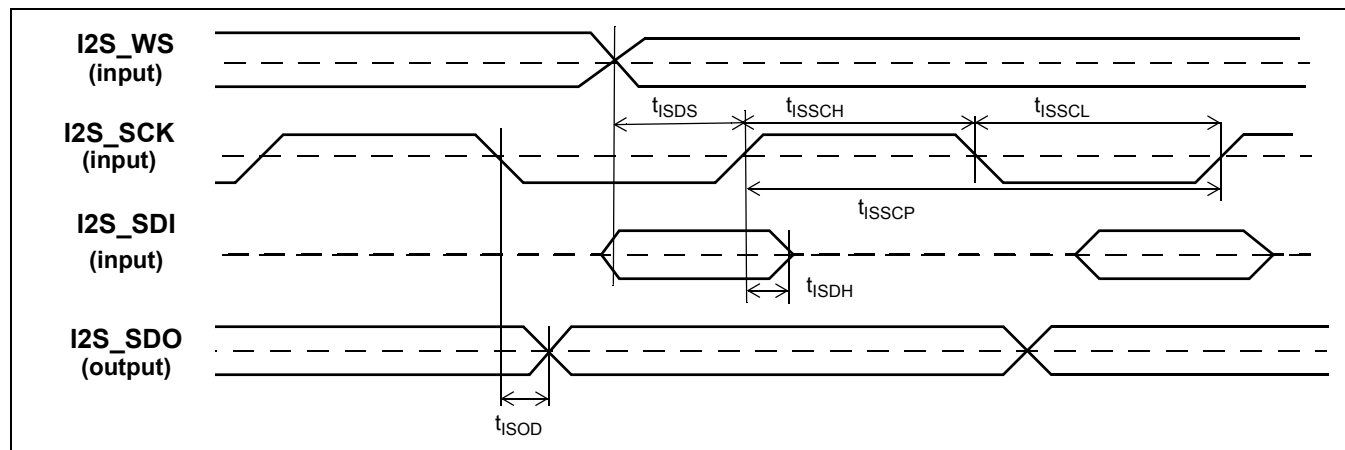 I2S_WS
(input)
tISDS
tISSCH
tISSCL
I2S_SCK
(input)
tISSCP
I2S_SDI
(input)
tISDH
I2S_SDO
(output)
tISOD